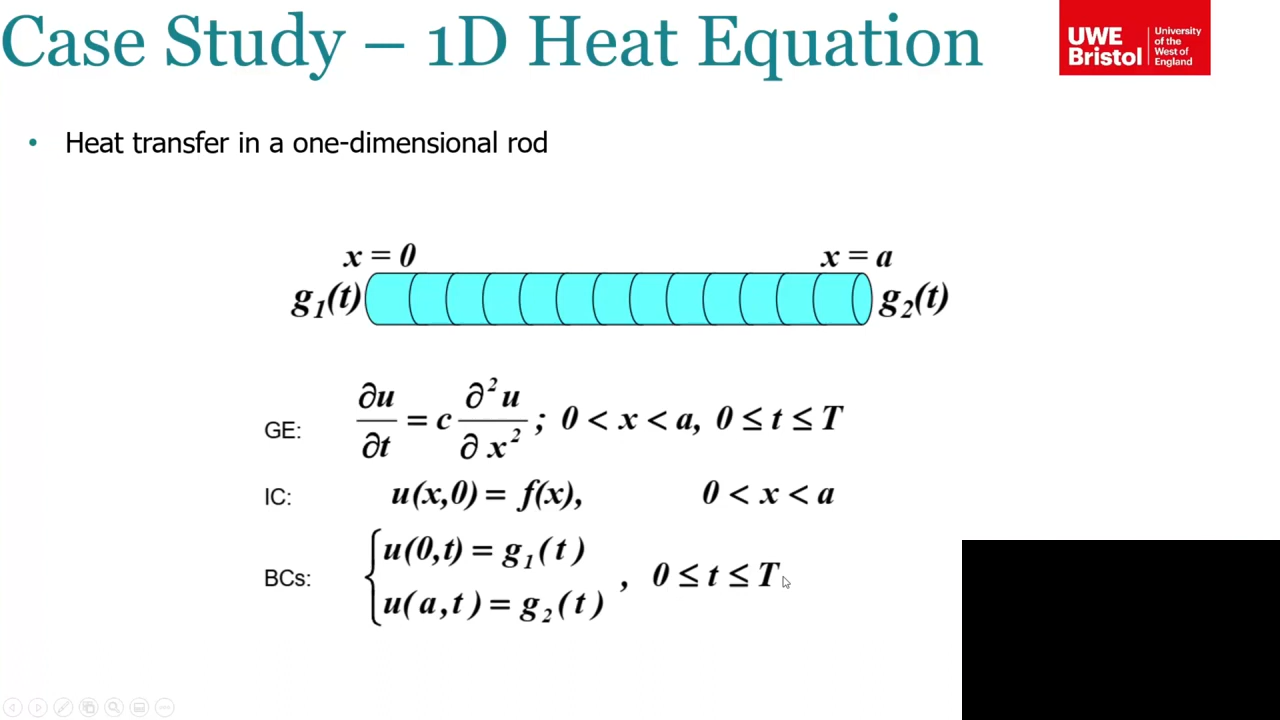 Case Study – 1D Heat Equation
UWE Bristol
University of the West of England
• Heat transfer in a one-dimensional rod
x = 0
x = a
g₁(t)
g₂(t)
GE: ∂u/∂t = c ∂²u/∂x² ; 0 < x < a, 0 ≤ t ≤ T
IC: u(x,0) = f(x), 0 < x < a
BCs: { u(0,t) = g₁(t)
u(a,t) = g₂(t) , 0 ≤ t ≤ T